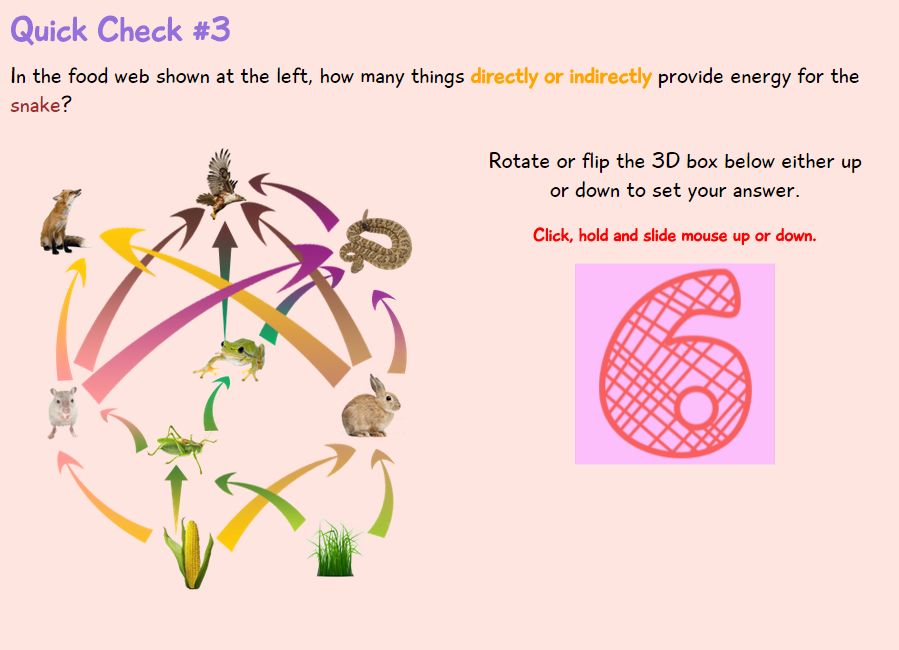 Quick Check #3
In the food web shown at the left, how many things directly or indirectly provide energy for the
snake?
Rotate or flip the 3D box below either up
or down to set your answer.
Click, hold and slide mouse up or down.
6